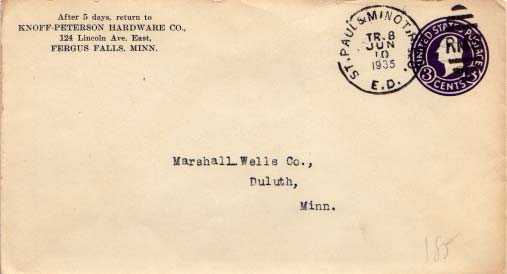 After 5 days, return to
KNOFF-PETERSON HARDWARE CO.,
124 Lincoln Ave. East,
FERGUS FALLS, MINN.
ST. PAUL & MINOT, R.P.O.
TR. 8
JUN
10
1935
E.D.
UNITED STATES POSTAGE
3 CENTS 3
Marshall Wells Co.,
Duluth,
Minn.
185